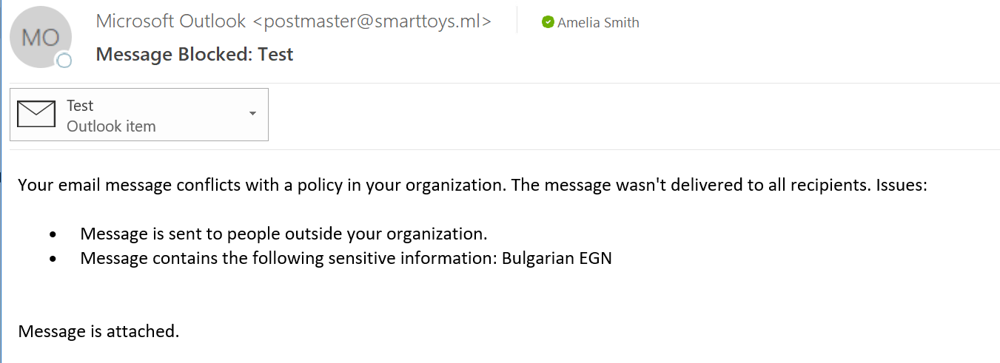 MO
Microsoft Outlook <postmaster@smarttoys.ml>
Amelia Smith
Message Blocked: Test
Test
Outlook item
Your email message conflicts with a policy in your organization. The message wasn't delivered to all recipients. Issues:
• Message is sent to people outside your organization.
• Message contains the following sensitive information: Bulgarian EGN
Message is attached.